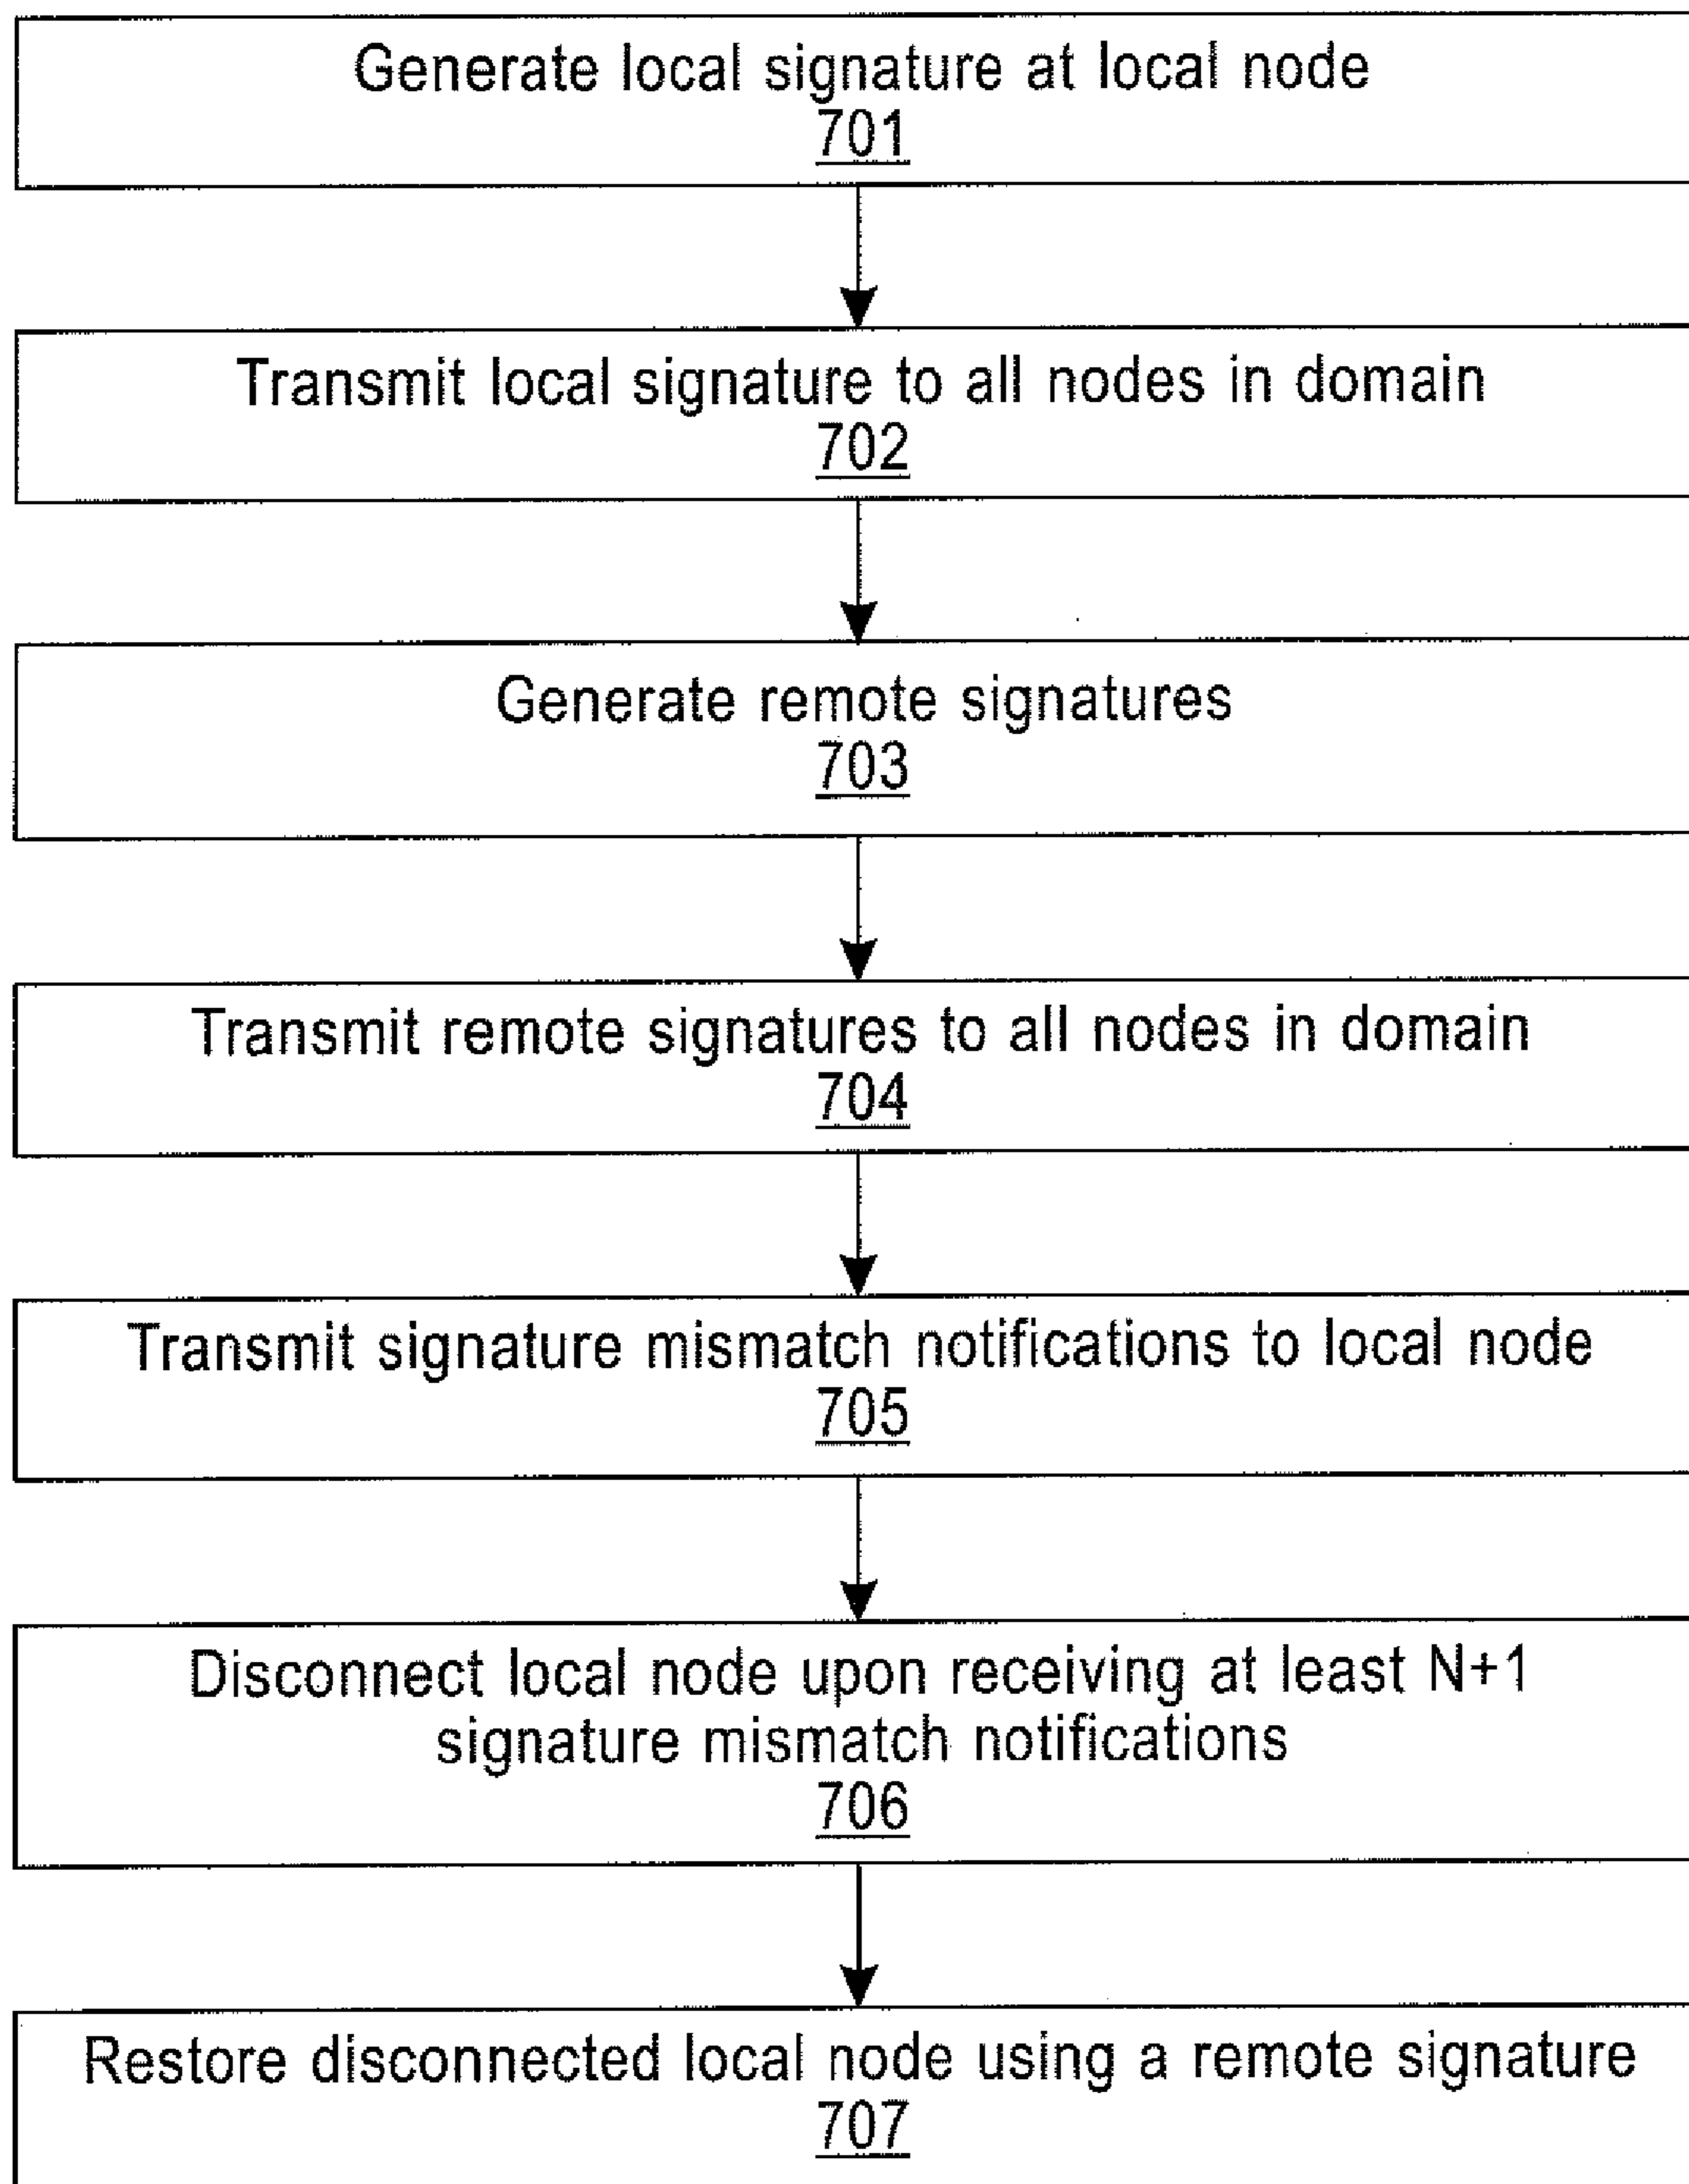 Generate local signature at local node
701
Transmit local signature to all nodes in domain
702
Generate remote signatures
703
Transmit remote signatures to all nodes in domain
704
Transmit signature mismatch notifications to local node
705
Disconnect local node upon receiving at least N+1
signature mismatch notifications
706
Restore disconnected local node using a remote signature
707